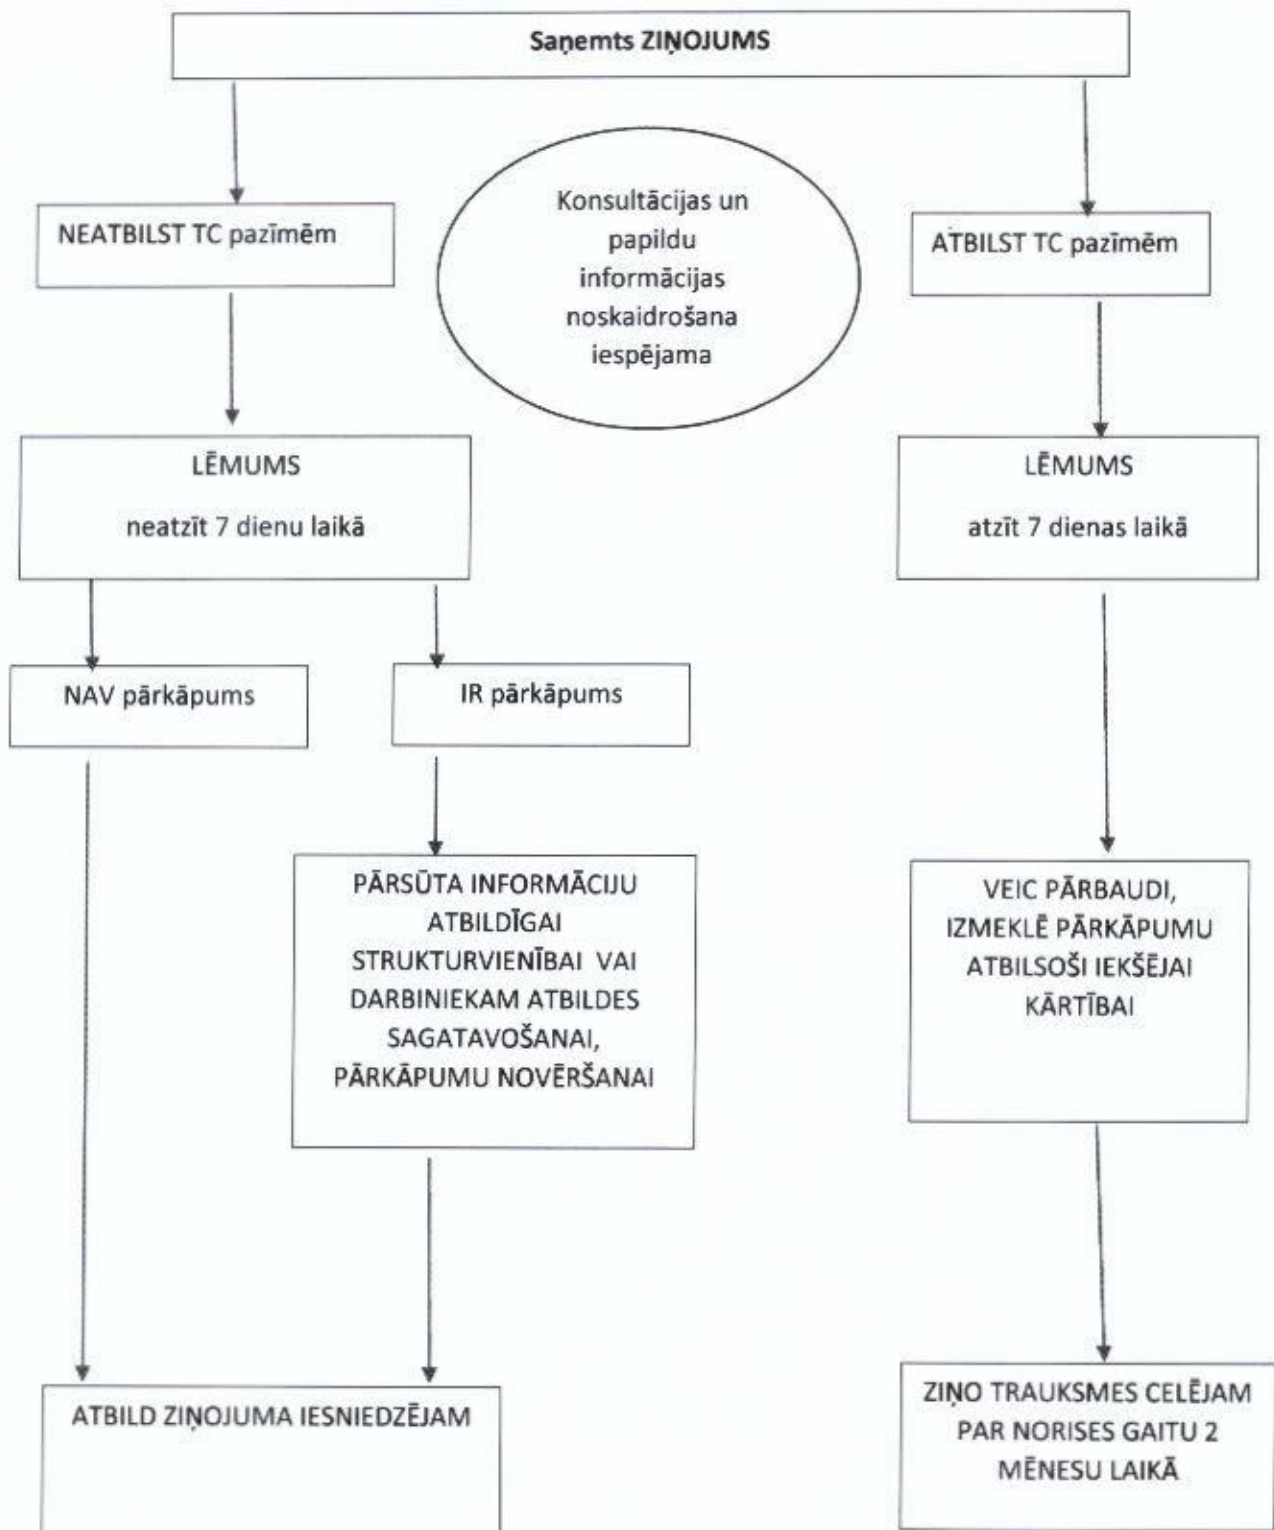 Saņemts ZIŅOJUMS
NEATBILST TC pazīmēm
Konsultācijas un
papildu
informācijas
noskaidrošana
iespējama
ATBILST TC pazīmēm
LĒMUMS
neatzīt 7 dienu laikā
LĒMUMS
atzīt 7 dienas laikā
NAV pārkāpums
IR pārkāpums
PĀRSŪTA INFORMĀCIJU
ATBILDĪGAI
STRUKTURVIENĪBAI VAI
DARBINIEKAM ATBILDES
SAGATAVOŠANAI,
PĀRKĀPUMU NOVĒRŠANAI
VEIC PĀRBAUDI,
IZMEKLĒ PĀRKĀPUMU
ATBILSOŠI IEKŠĒJAI
KĀRTĪBAI
ATBILD ZIŅOJUMA IESNIEDZĒJAM
ZIŅO TRAUKSMES CELĒJAM
PAR NORISES GAITU 2
MĒNESU LAIKĀ